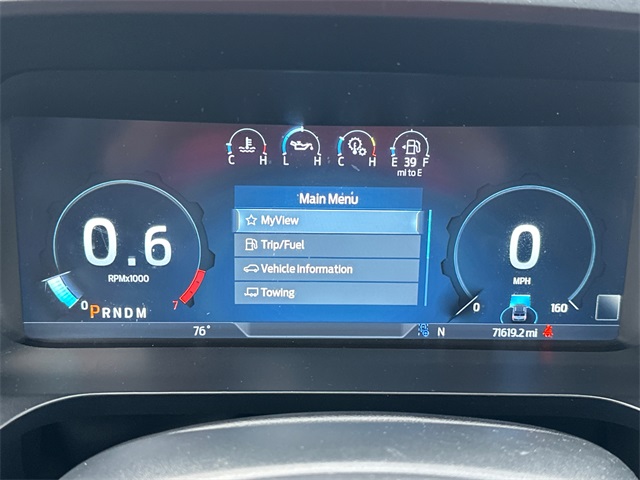 C H L H C H E 39 F
mi to E
Main Menu
MyView
Trip/Fuel
Vehicle Information
Towing
0.6
RPMx1000
0 7
PRNDM
0
MPH
0 160
76° N 71619.2 mi